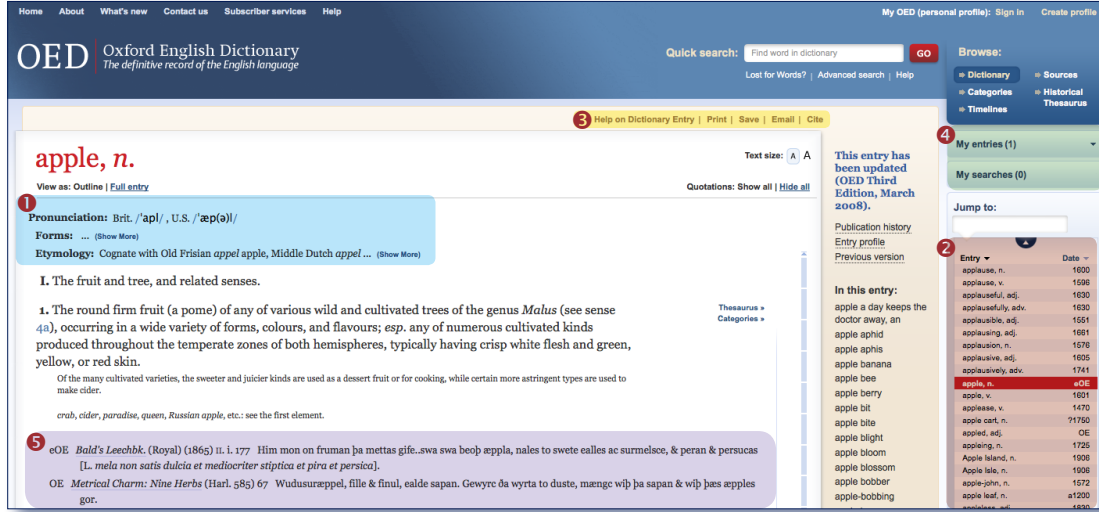 Home About What's new Contact us Subscriber services Help
My OED (personal profile): Sign in Create profile
OED Oxford English Dictionary
The definitive record of the English language
Quick search: Find word in dictionary GO
Lost for Words? | Advanced search | Help
Browse:
Dictionary Sources
Categories Historical Thesaurus
Timelines
3 Help on Dictionary Entry | Print | Save | Email | Cite
apple, n.
Text size: A A
View as: Outline | Full entry
Quotations: Show all | Hide all
1
Pronunciation: Brit. /ˈapl/ , U.S. /ˈæp(ə)l/
Forms: ... (Show More)
Etymology: Cognate with Old Frisian appel apple, Middle Dutch appel ... (Show More)
I. The fruit and tree, and related senses.
1. The round firm fruit (a pome) of any of various wild and cultivated trees of the genus Malus (see sense
4a), occurring in a wide variety of forms, colours, and flavours; esp. any of numerous cultivated kinds
produced throughout the temperate zones of both hemispheres, typically having crisp white flesh and green,
yellow, or red skin.
Thesaurus »
Categories »
Of the many cultivated varieties, the sweeter and juicier kinds are used as a dessert fruit or for cooking, while certain more astringent types are used to
make cider.
crab, cider, paradise, queen, Russian apple, etc.: see the first element.
5
eOE Bald's Leechbk. (Royal) (1865) II. i. 177 Him mon on fruman þa mettas gife..swa swa beoþ æppla, nales to swete ealles ac surmelsce, & peran & persucas
[L. mela non satis dulcia et mediocriter stiptica et pira et persica].
OE Metrical Charm: Nine Herbs (Harl. 585) 67 Wudusuræppel, fille & finul, ealde sapan. Gewyrc ða wyrta to duste, mængc wiþ þa sapan & wiþ þæs æpples
gor.
This entry has
been updated
(OED Third
Edition, March
2008).
Publication history
Entry profile
Previous version
In this entry:
apple a day keeps the
doctor away, an
apple aphid
apple aphis
apple banana
apple bee
apple berry
apple bit
apple bite
apple blight
apple bloom
apple blossom
apple bobber
apple-bobbing
4
My entries (1)
My searches (0)
Jump to:
2
Entry Date
applause, n. 1600
applause, v. 1596
applauseful, adj. 1630
applausefully, adv. 1630
applausible, adj. 1551
applausing, adj. 1661
applausion, n. 1576
applausive, adj. 1605
applausively, adv. 1741
apple, n. eOE
apple, v. 1601
applease, v. 1470
apple cart, n. ?1750
appled, adj. OE
appleing, n. 1725
Apple Island, n. 1906
Apple Isle, n. 1906
apple-john, n. 1572
apple leaf, n. a1200
appleless, adj. 1830